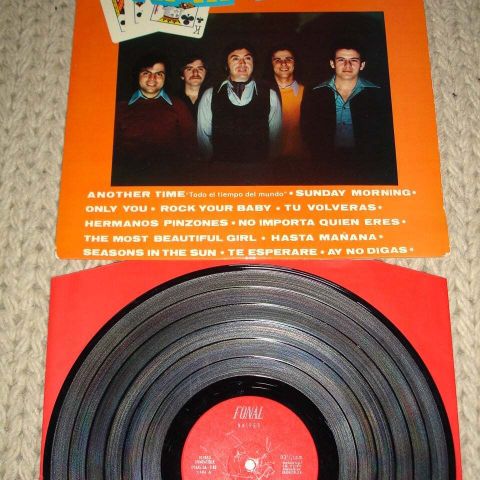 ANOTHER TiME "Todo el tiempo del mundo" • SUNDAY MORNING •
ONLY YOU • ROCK YOUR BABY • TU VOLVERAS •
HERMANOS PINZONES • NO IMPORTA QUIEN ERES •
THE MOST BEAUTIFUL GIRL • HASTA MAÑANA •
SEASONS IN THE SUN • TE ESPERARE • AY NO DIGAS •
FONAL
NAIPES